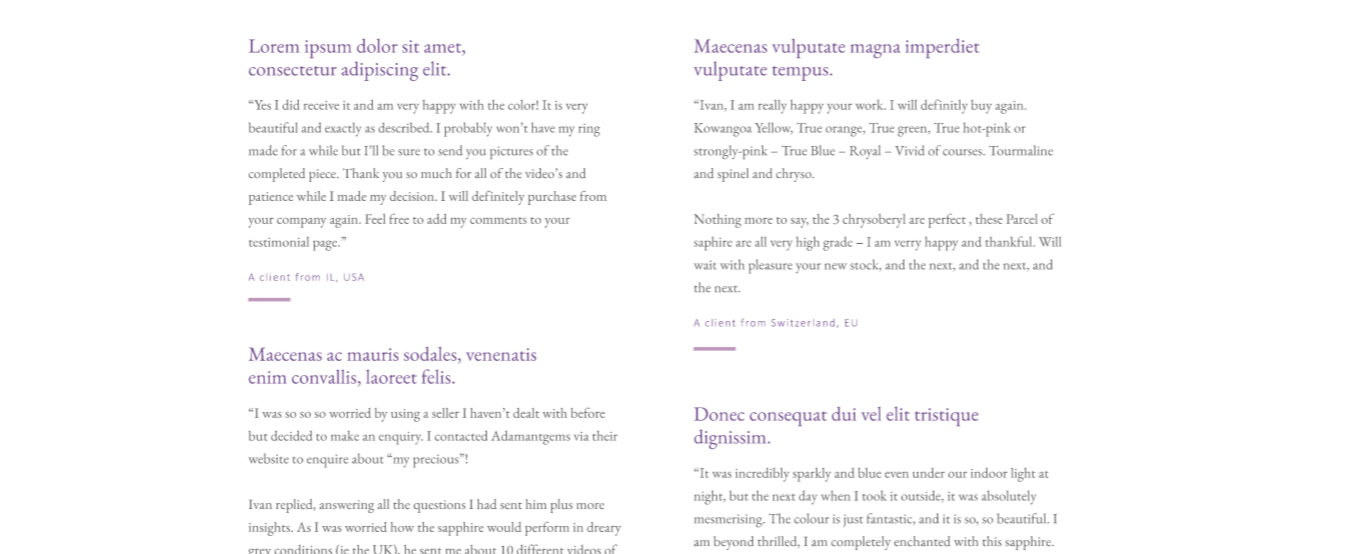 Lorem ipsum dolor sit amet,
consectetur adipiscing elit.
“Yes I did receive it and am very happy with the color! It is very
beautiful and exactly as described. I probably won’t have my ring
made for a while but I’ll be sure to send you pictures of the
completed piece. Thank you so much for all of the video’s and
patience while I made my decision. I will definitely purchase from
your company again. Feel free to add my comments to your
testimonial page.”
A client from IL, USA
Maecenas ac mauris sodales, venenatis
enim convallis, laoreet felis.
“I was so so so worried by using a seller I haven’t dealt with before
but decided to make an enquiry. I contacted Adamantgems via their
website to enquire about “my precious”!
Ivan replied, answering all the questions I had sent him plus more
insights. As I was worried how the sapphire would perform in dreary
grey conditions (ie the UK), he sent me about 10 different videos of
Maecenas vulputate magna imperdiet
vulputate tempus.
“Ivan, I am really happy your work. I will definitly buy again.
Kowangoa Yellow, True orange, True green, True hot-pink or
strongly-pink – True Blue – Royal – Vivid of courses. Tourmaline
and spinel and chryso.
Nothing more to say, the 3 chrysoberyl are perfect , these Parcel of
saphire are all very high grade – I am verry happy and thankful. Will
wait with pleasure your new stock, and the next, and the next, and
the next.
A client from Switzerland, EU
Donec consequat dui vel elit tristique
dignissim.
“It was incredibly sparkly and blue even under our indoor light at
night, but the next day when I took it outside, it was absolutely
mesmerising. The colour is just fantastic, and it is so, so beautiful. I
am beyond thrilled, I am completely enchanted with this sapphire.